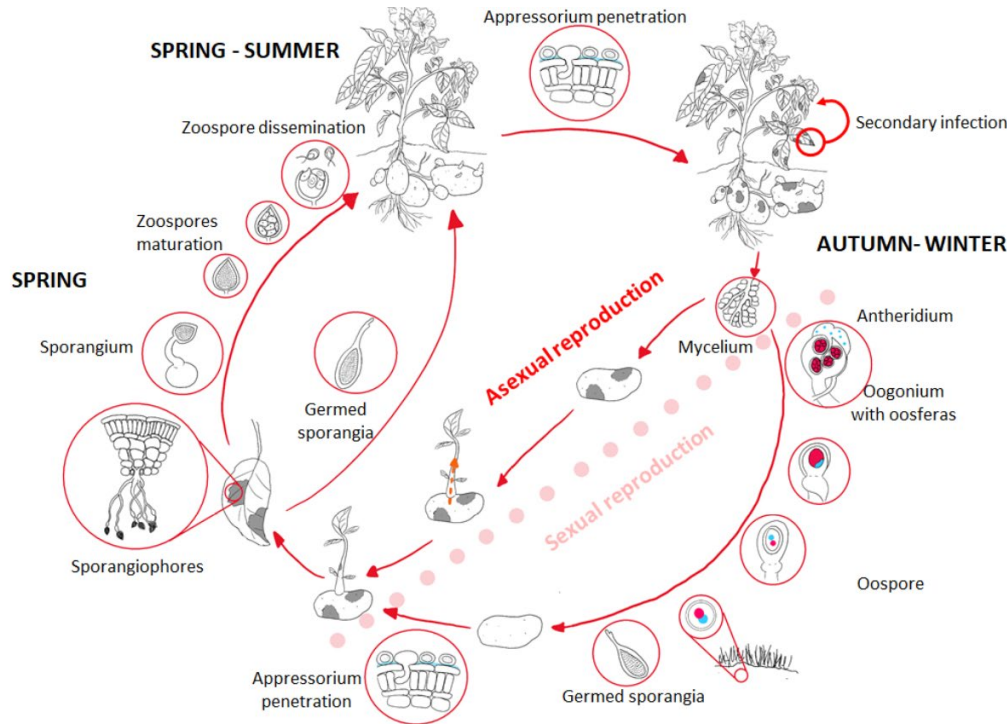 Appressorium penetration
SPRING - SUMMER
Zoospore dissemination
Secondary infection
Zoospores
maturation
SPRING
AUTUMN- WINTER
Asexual reproduction
Sporangium
Mycelium
Antheridium
Oogonium
with oosferas
Germed
sporangia
Sexual reproduction
Sporangiophores
Oospore
Appressorium
penetration
Germed sporangia